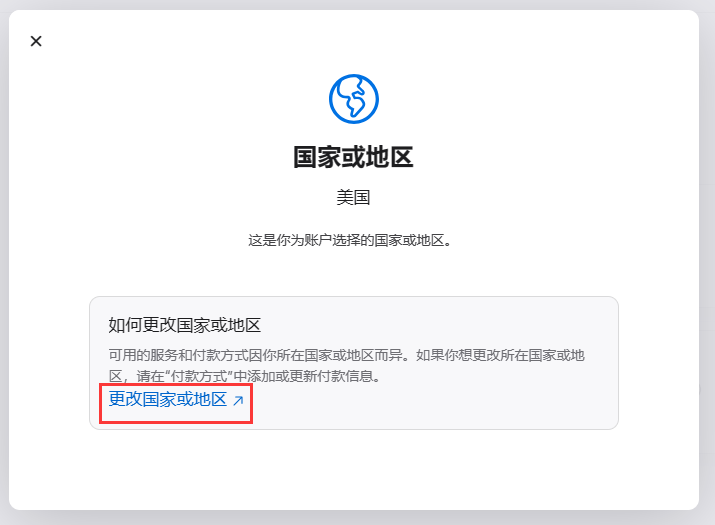 国家或地区
美国
这是你为账户选择的国家或地区。
如何更改国家或地区
可用的服务和付款方式因你所在国家或地区而异。如果你想更改所在国家或地
区，请在“付款方式”中添加或更新付款信息。
更改国家或地区 ↗